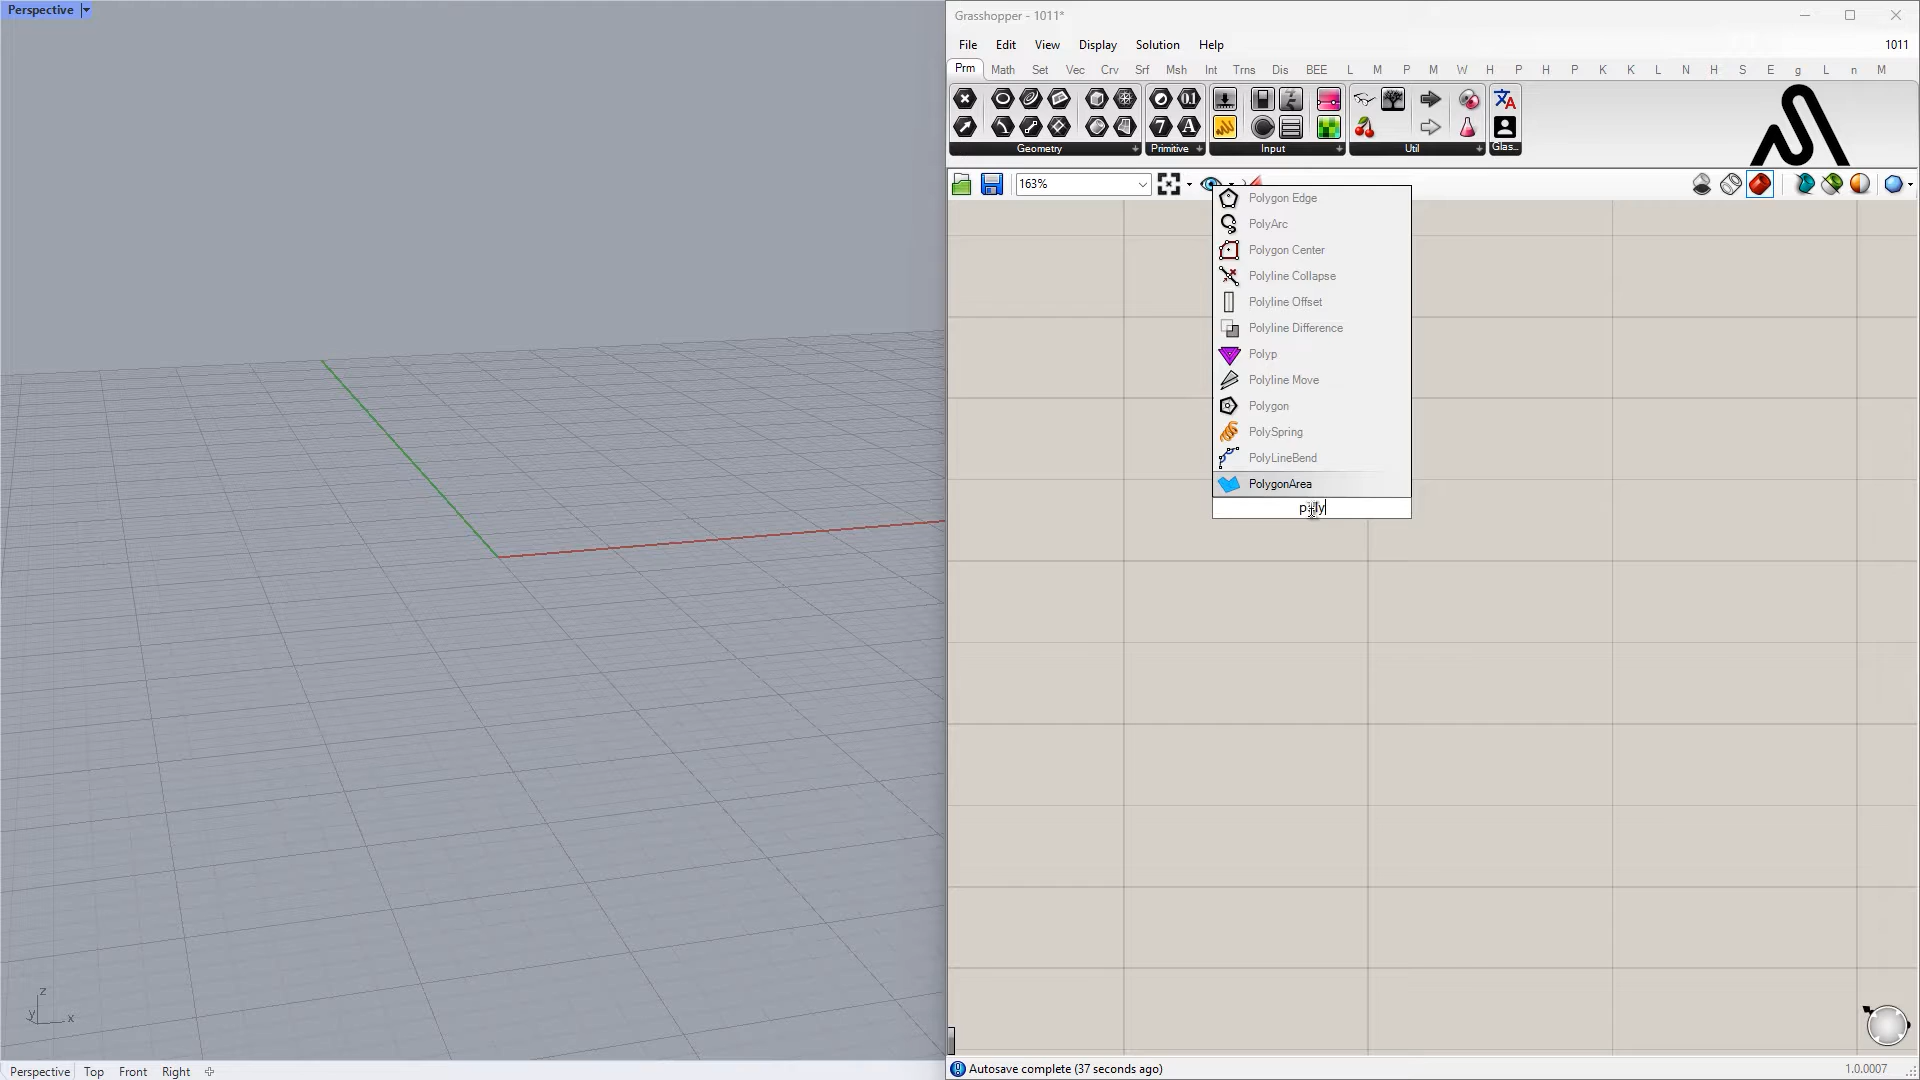 Perspective
Grasshopper - 1011*
File Edit View Display Solution Help 1011
Prm Math Set Vec Crv Srf Msh Int Trns Dis BEE L M P M W H P H P K K L N H S E g L n M
Geometry Primitive Input Util Glas...
163%
Polygon Edge
PolyArc
Polygon Center
Polyline Collapse
Polyline Offset
Polyline Difference
Polyp
Polyline Move
Polygon
PolySpring
PolyLineBend
PolygonArea
poly
z
y x
Perspective Top Front Right
Autosave complete (37 seconds ago) 1.0.0007